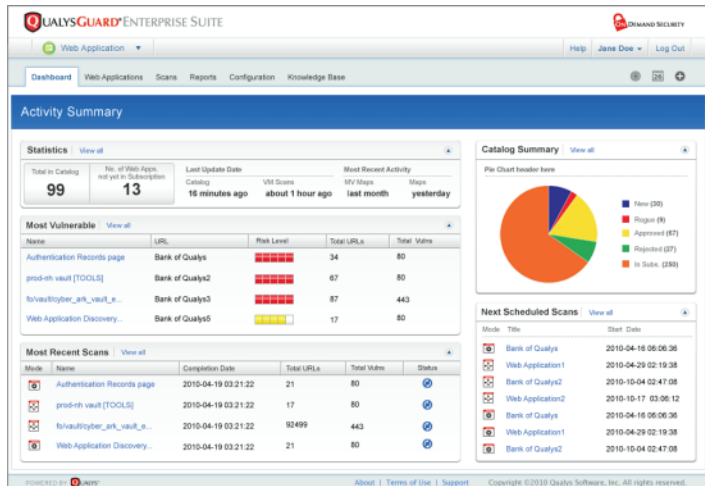 QUALYSGUARD® ENTERPRISE SUITE
ON DEMAND SECURITY
Web Application
Help Jane Doe Log Out
Dashboard Web Applications Scans Reports Configuration Knowledge Base
26
Activity Summary
Statistics View all
Total in Catalog
99
No. of Web Apps.
not yet in Subscription
13
Last Update Date
Catalog VM Scans
16 minutes ago about 1 hour ago
Most Recent Activity
MV Maps Maps
last month yesterday
Most Vulnerable View all
Name URL Risk Level Total URLs Total Vulns
Authentication Records page Bank of Qualys 34 80
prod-nh vault [TOOLS] Bank of Qualys2 67 80
fo/vault/cyber_ark_vault_e... Bank of Qualys3 87 443
Web Application Discovery... Bank of Qualys5 17 80
Most Recent Scans View all
Mode Name Completion Date Total URLs Total Vulns Status
Authentication Records page 2010-04-19 03:21:22 21 80
prod-nh vault [TOOLS] 2010-04-19 03:21:22 17 80
fo/vault/cyber_ark_vault_e... 2010-04-19 03:21:22 92499 443
Web Application Discovery... 2010-04-19 03:21:22 21 80
Catalog Summary View all
Pie Chart header here
New (30)
Rogue (9)
Approved (67)
Rejected (37)
In Subs. (250)
Next Scheduled Scans View all
Mode Title Start Date
Bank of Qualys 2010-04-16 06:06:36
Web Application1 2010-04-29 02:19:38
Bank of Qualys2 2010-10-04 02:47:08
Web Application2 2010-10-17 03:06:12
Bank of Qualys 2010-04-16 06:06:36
Web Application1 2010-04-29 02:19:38
Bank of Qualys2 2010-10-04 02:47:08
POWERED BY QUALYS®
About | Terms of Use | Support
Copyright ©2010 Qualys Software, Inc. All rights reserved.